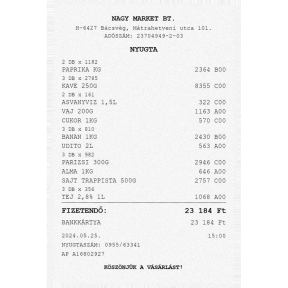 NAGY MARKET BT.
H-6427 Bácsvég, Mátrahetveni utca 101.
ADÓSZÁM: 23704949-2-03
NYUGTA
2 DB x 1182
PAPRIKA KG 2364 B00
3 DB x 2785
KAVE 250G 8355 C00
2 DB x 161
ASVANYVIZ 1,5L 322 C00
VAJ 200G 1163 A00
CUKOR 1KG 570 C00
3 DB x 810
BANAN KG 2430 B00
UDITO 2L 563 A00
3 DB x 982
PARIZSI 300G 2946 C00
ALMA 1KG 646 A00
SAJT TRAPPISTA 500G 2757 C00
3 DB x 356
TEJ 2,8% 1L 1068 A00
FIZETENDŐ: 23 184 Ft
BANKKÁRTYA 23 184 Ft
2024.05.25. 15:00
NYUGTASZÁM: 0955/63341
AP A16802927
KÖSZÖNJÜK A VÁSÁRLÁST!